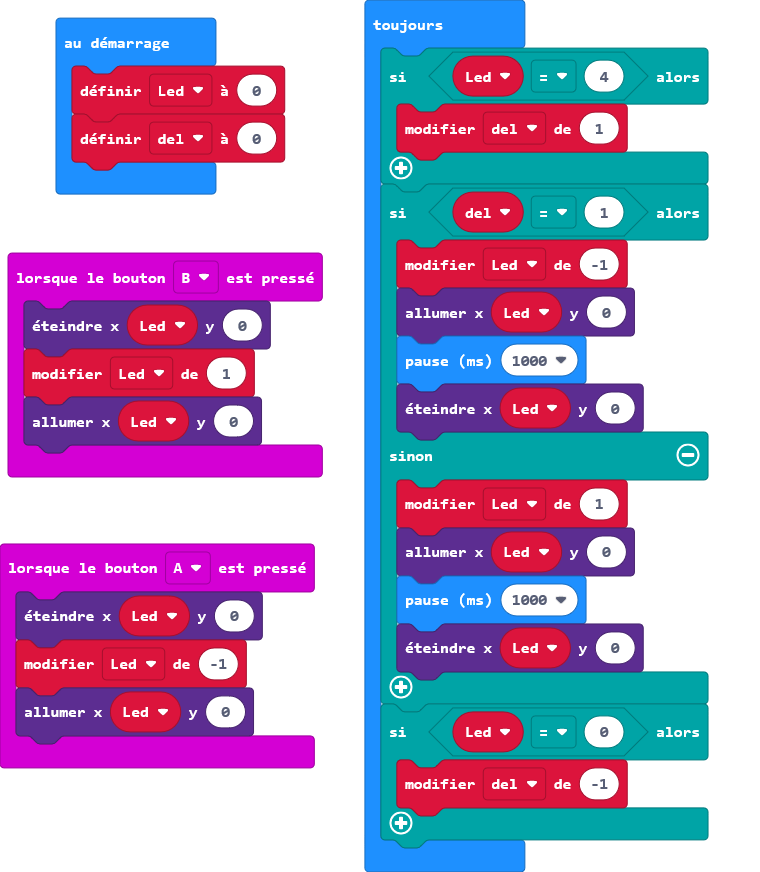 au démarrage
définir Led à 0
définir del à 0
lorsque le bouton B est pressé
éteindre x Led y 0
modifier Led de 1
allumer x Led y 0
lorsque le bouton A est pressé
éteindre x Led y 0
modifier Led de -1
allumer x Led y 0
toujours
si Led = 4 alors
modifier del de 1
si del = 1 alors
modifier Led de -1
allumer x Led y 0
pause (ms) 1000
éteindre x Led y 0
sinon
modifier Led de 1
allumer x Led y 0
pause (ms) 1000
éteindre x Led y 0
si Led = 0 alors
modifier del de -1